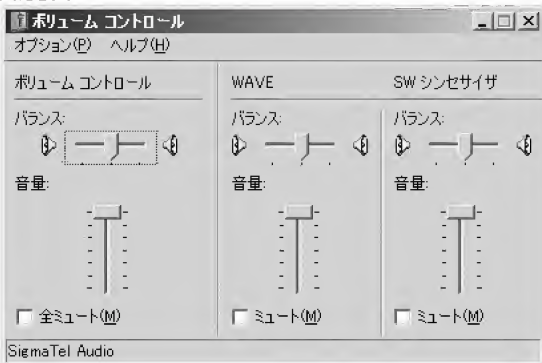 ボリューム コントロール
オプション(P) ヘルプ(H)
ボリューム コントロール WAVE SW シンセサイザ
バランス: バランス: バランス:
音量: 音量: 音量:
全ミュート(M) ミュート(M) ミュート(M)
SigmaTel Audio